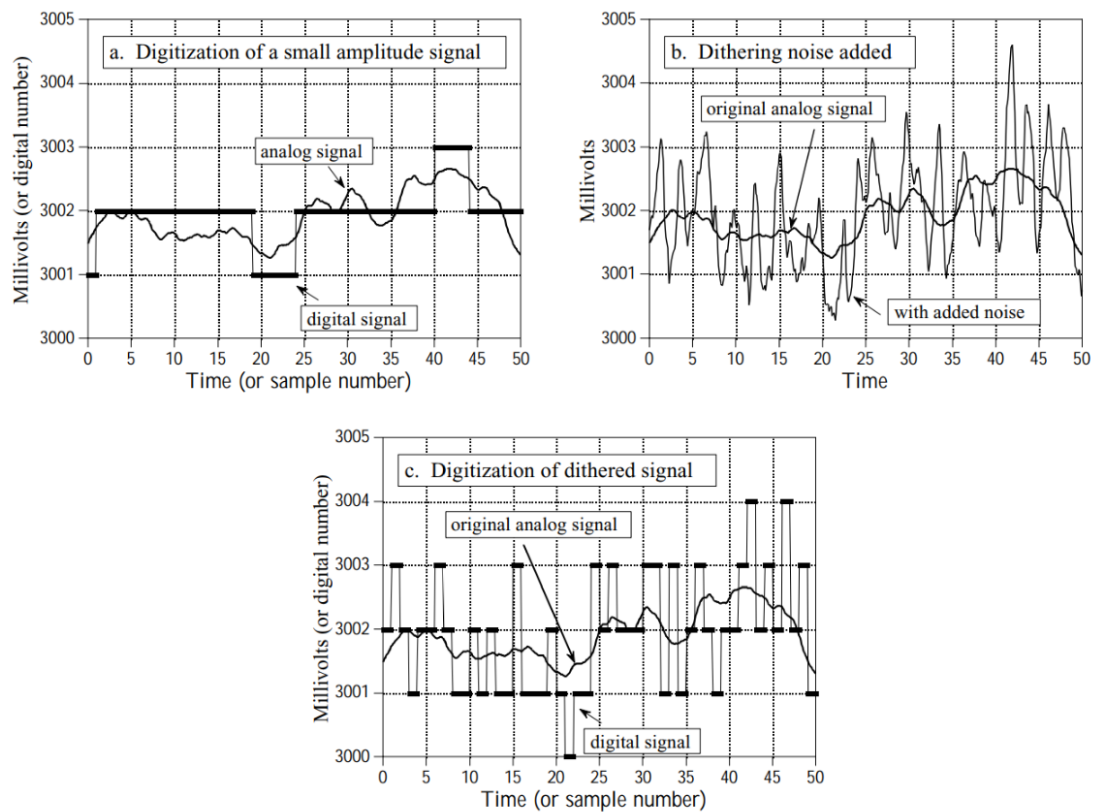 a. Digitization of a small amplitude signal
Millivolts (or digital number)
3005
3004
3003
3002
3001
3000
analog signal
digital signal
0 5 10 15 20 25 30 35 40 45 50
Time (or sample number)
b. Dithering noise added
Millivolts
3005
3004
3003
3002
3001
3000
original analog signal
with added noise
0 5 10 15 20 25 30 35 40 45 50
Time
c. Digitization of dithered signal
Millivolts (or digital number)
3005
3004
3003
3002
3001
3000
original analog signal
digital signal
0 5 10 15 20 25 30 35 40 45 50
Time (or sample number)